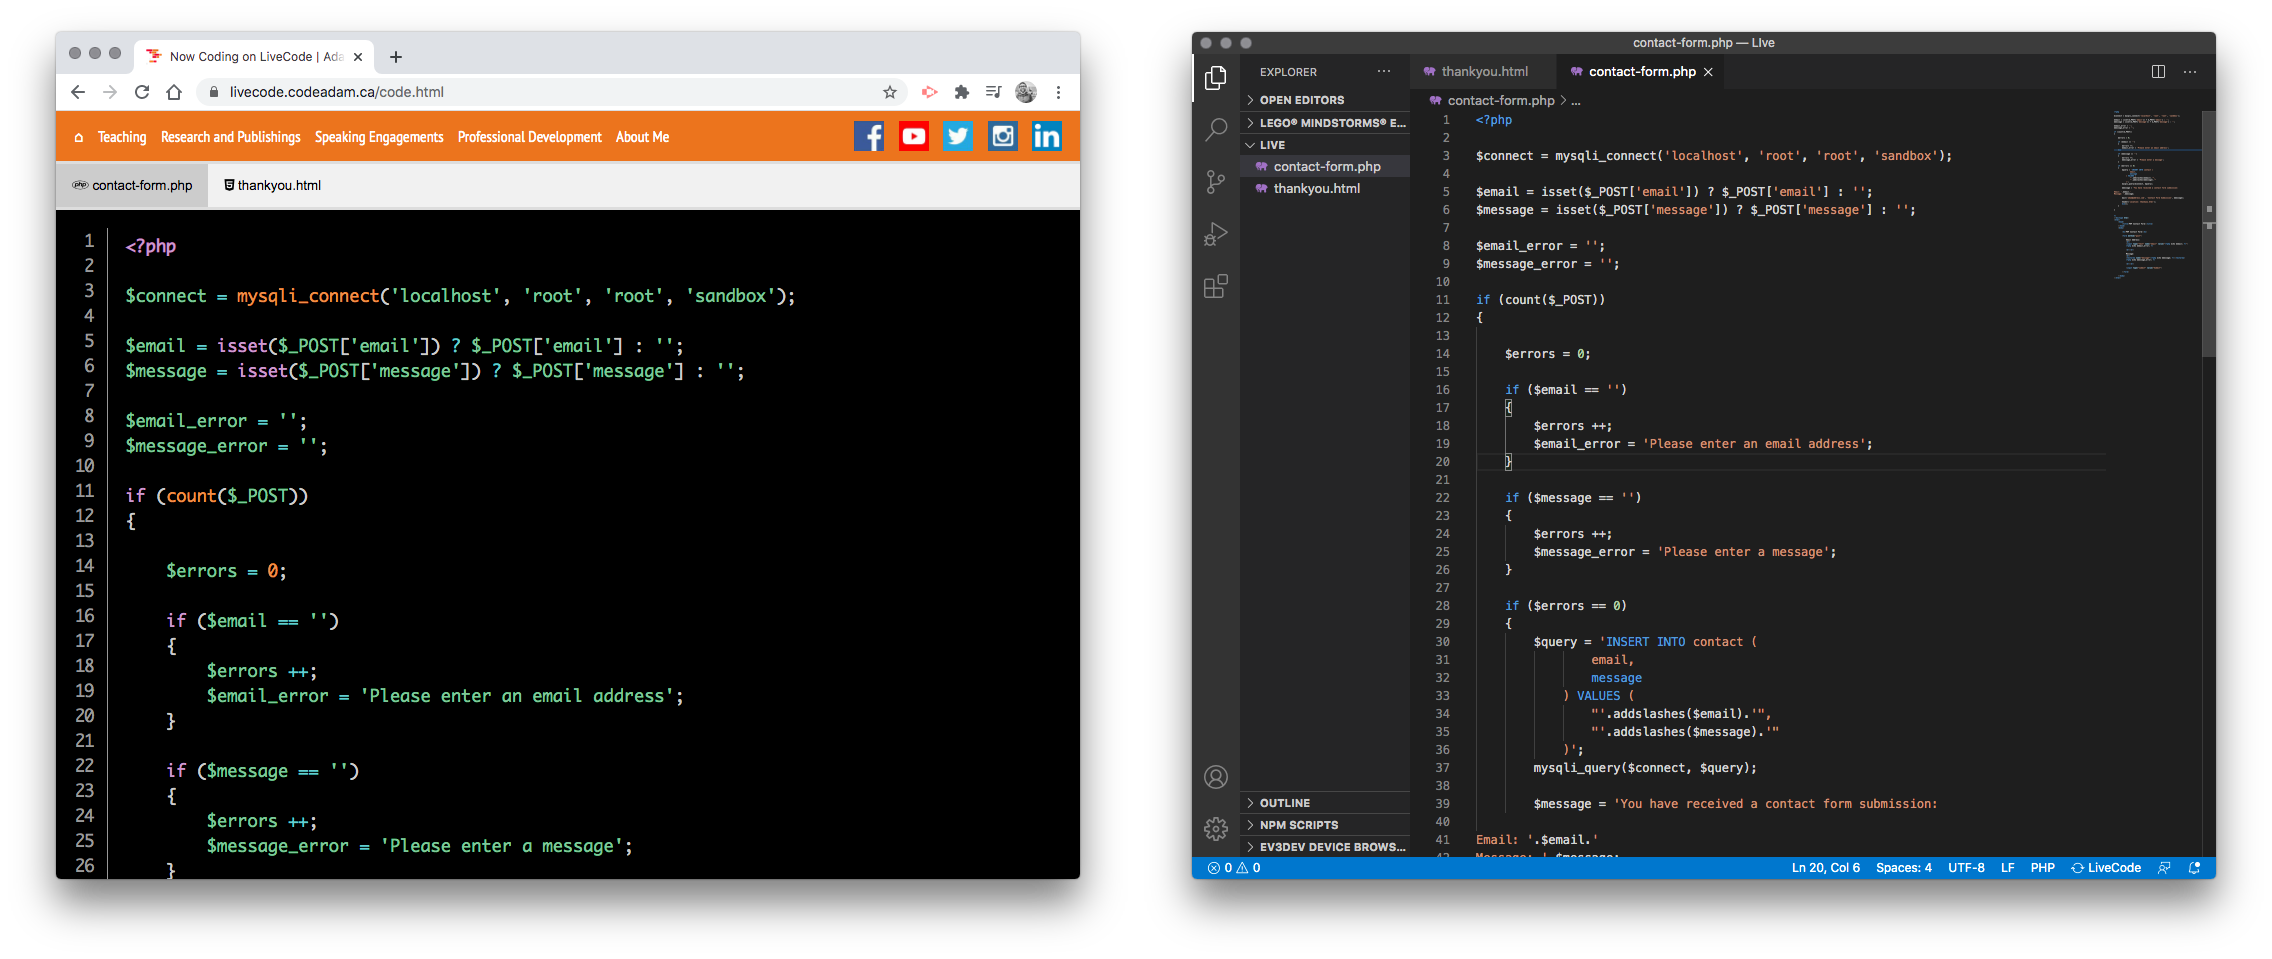 Now Coding on LiveCode | Ada
livecode.codeadam.ca/code.html
Teaching Research and Publishings Speaking Engagements Professional Development About Me
php contact-form.php thankyou.html
1 <?php
2
3 $connect = mysqli_connect('localhost', 'root', 'root', 'sandbox');
4
5 $email = isset($_POST['email']) ? $_POST['email'] : '';
6 $message = isset($_POST['message']) ? $_POST['message'] : '';
7
8 $email_error = '';
9 $message_error = '';
10
11 if (count($_POST))
12 {
13
14 $errors = 0;
15
16 if ($email == '')
17 {
18 $errors ++;
19 $email_error = 'Please enter an email address';
20 }
21
22 if ($message == '')
23 {
24 $errors ++;
25 $message_error = 'Please enter a message';
26 }
contact-form.php — LIve
EXPLORER
OPEN EDITORS
LEGO® MINDSTORMS® E...
LIVE
contact-form.php
thankyou.html
OUTLINE
NPM SCRIPTS
EV3DEV DEVICE BROWS...
thankyou.html contact-form.php
contact-form.php > ...
1 <?php
2
3 $connect = mysqli_connect('localhost', 'root', 'root', 'sandbox');
4
5 $email = isset($_POST['email']) ? $_POST['email'] : '';
6 $message = isset($_POST['message']) ? $_POST['message'] : '';
7
8 $email_error = '';
9 $message_error = '';
10
11 if (count($_POST))
12 {
13
14 $errors = 0;
15
16 if ($email == '')
17 {
18 $errors ++;
19 $email_error = 'Please enter an email address';
20 }
21
22 if ($message == '')
23 {
24 $errors ++;
25 $message_error = 'Please enter a message';
26 }
27
28 if ($errors == 0)
29 {
30 $query = 'INSERT INTO contact (
31 email,
32 message
33 ) VALUES (
34 "'.addslashes($email).'",
35 "'.addslashes($message).'"
36 )';
37 mysqli_query($connect, $query);
38
39 $message = 'You have received a contact form submission:
40
41 Email: '.$email.'
42 Message: '.$message;
0 0 Ln 20, Col 6 Spaces: 4 UTF-8 LF PHP LiveCode